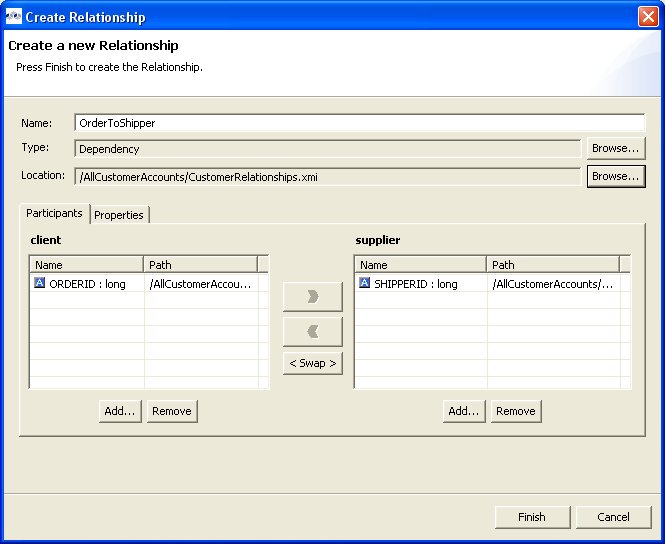 Create Relationship
Create a new Relationship
Press Finish to create the Relationship.
Name: OrderToShipper
Type: Dependency Browse...
Location: /AllCustomerAccounts/CustomerRelationships.xmi Browse...
Participants Properties
client supplier
Name Path Name Path
A ORDERID : long /AllCustomerAccou... A SHIPPERID : long /AllCustomerAccounts/...
< Swap >
Add... Remove Add... Remove
Finish Cancel